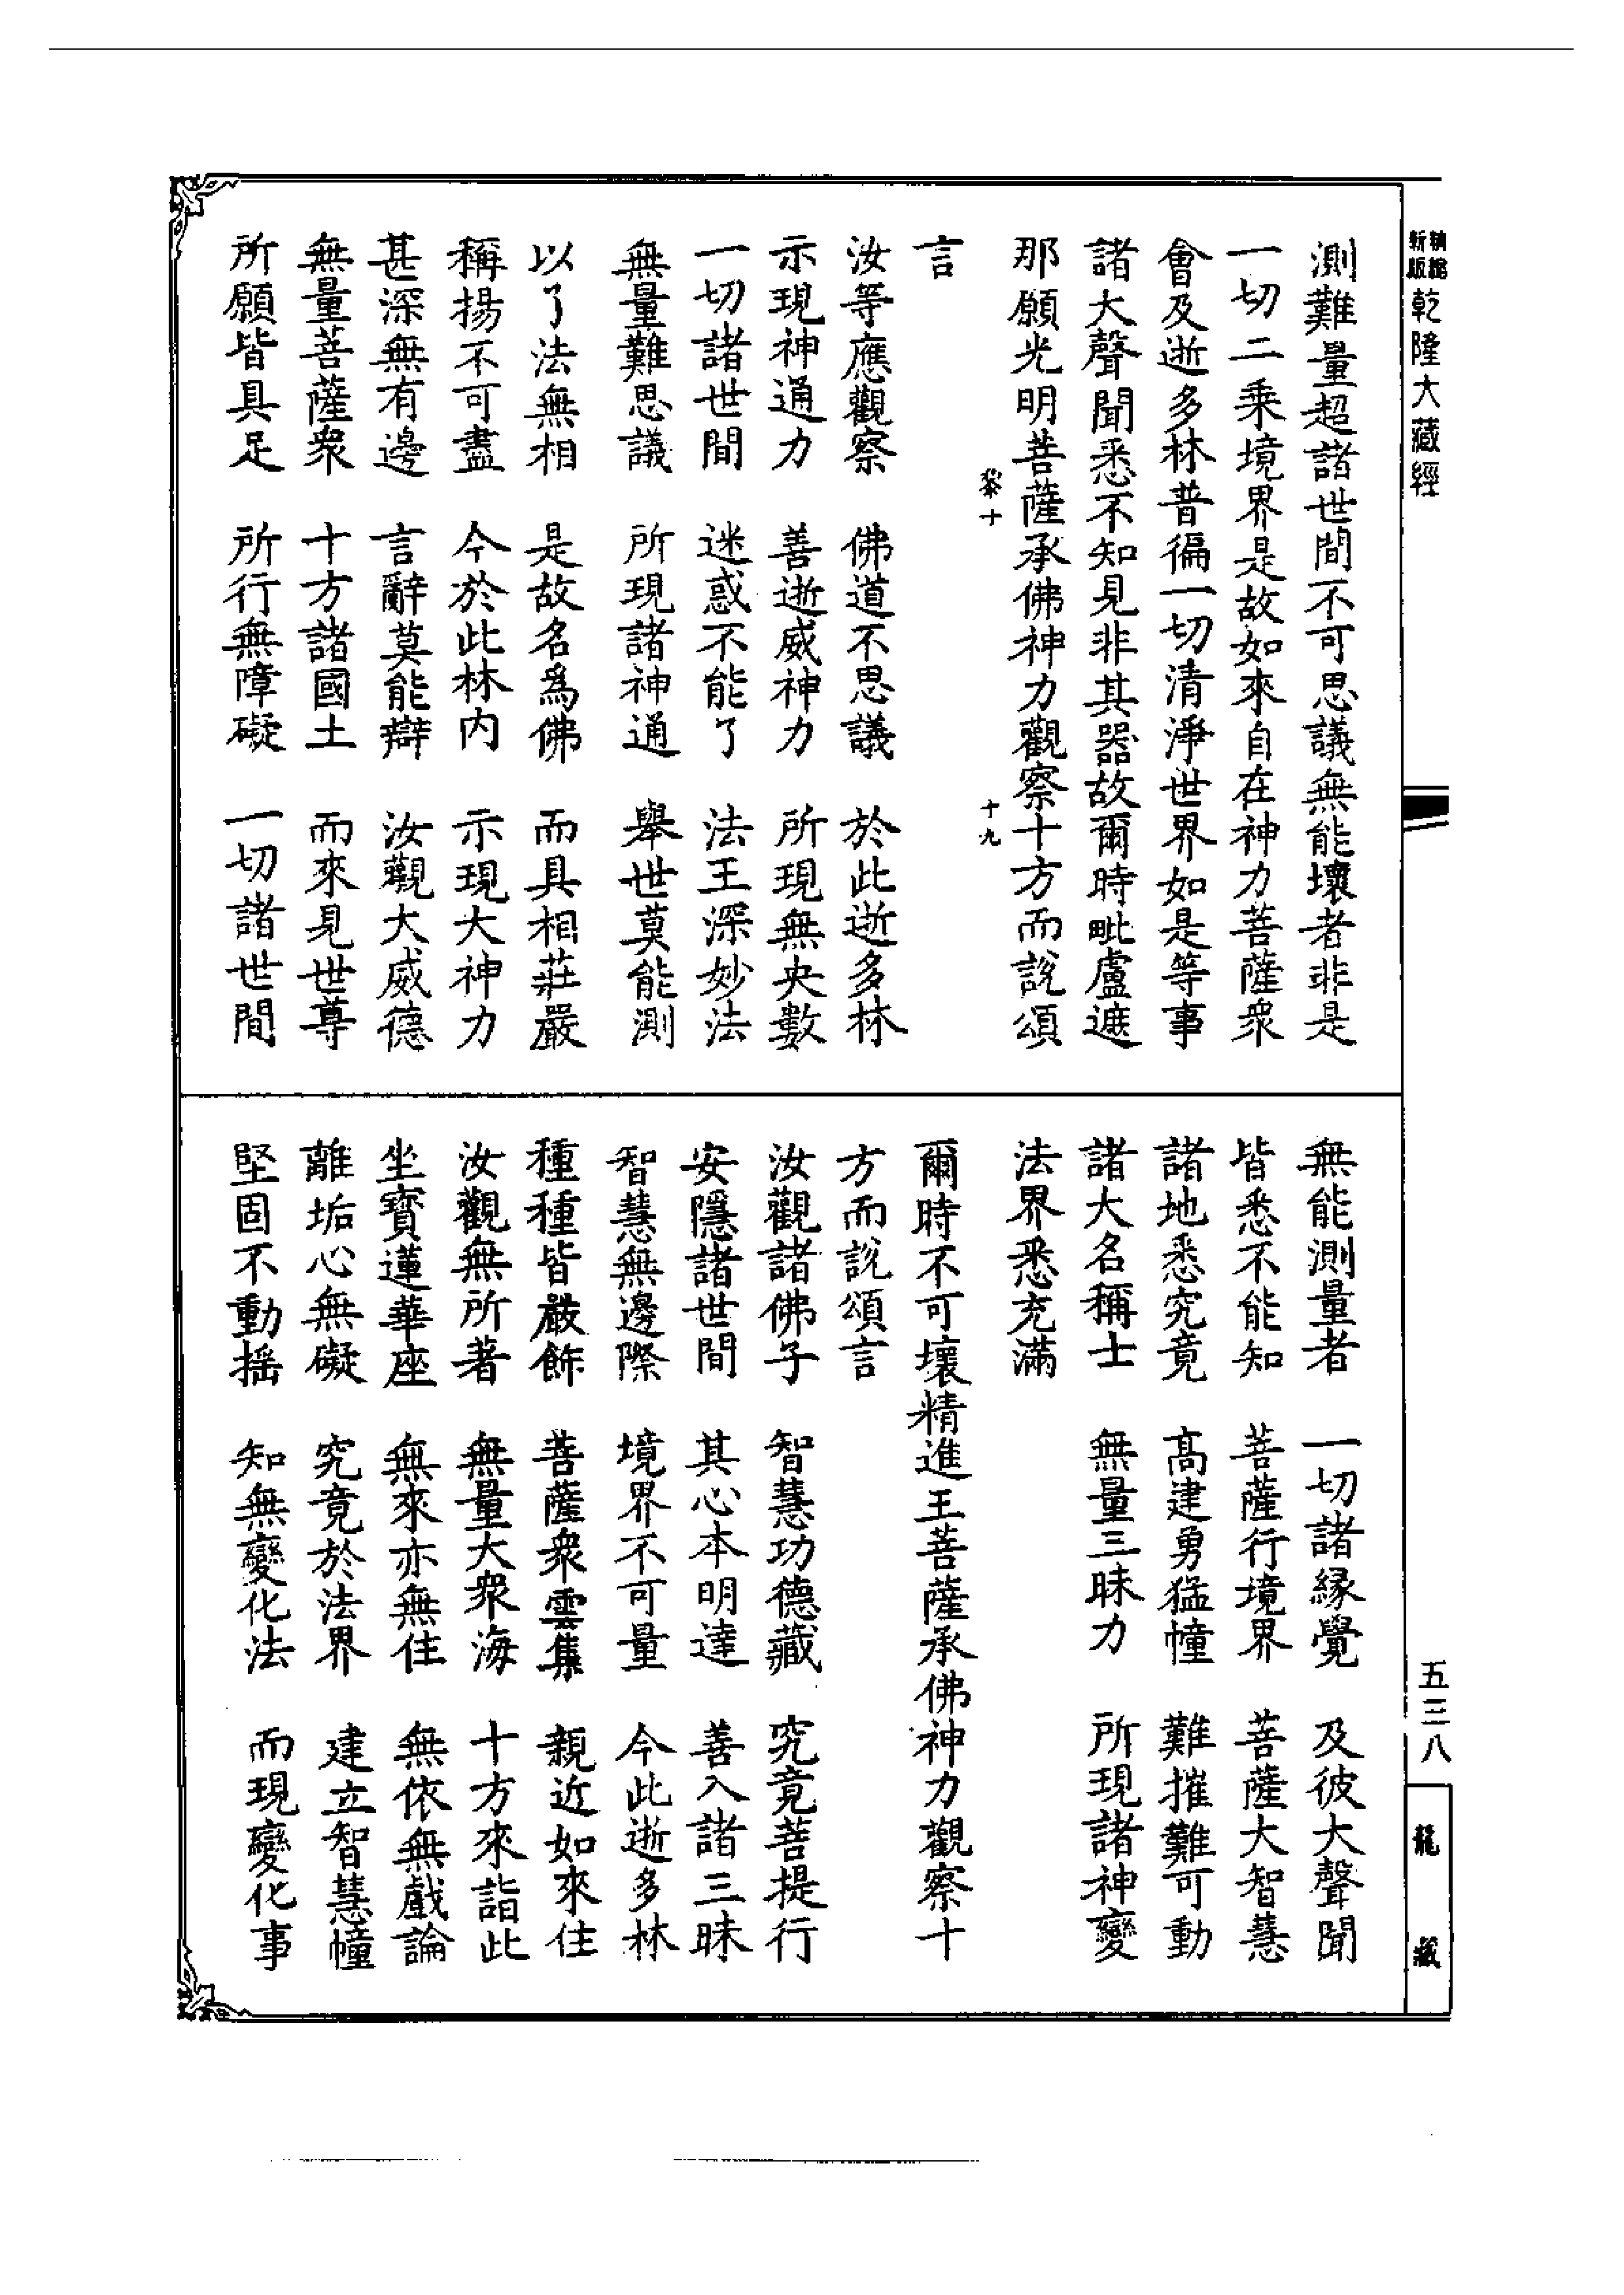 新版
乾隆大藏經
測難量超諸世間不可思議無能壞者非是
一切二乘境界是故如來自在神力菩薩衆
會及逝多林普徧一切清淨世界如是等事
諸大聲聞悉不知見非其器故爾時毗盧遮
那願光明菩薩承佛神力觀察十方而說頌
黎十 十九
言
汝等應觀察 佛道不思議 於此逝多林
示現神通力 善逝威神力 所現無央數
一切諸世間 迷惑不能了 法王深妙法
無量難思議 所現諸神通 舉世莫能測
以了法無相 是故名爲佛 而具相莊嚴
稱揚不可盡 今於此林内 示現大神力
甚深無有邊 言辭莫能辯 汝觀大威德
無量菩薩衆 十方諸國土 而來見世尊
所願皆具足 所行無障礙 一切諸世間
無能測量者 一切諸緣覺 及彼大聲聞
皆悉不能知 菩薩行境界 菩薩大智慧
諸地悉究竟 高建勇猛幢 難摧難可動
諸大名稱士 無量三昧力 所現諸神變
法界悉充滿
爾時不可壞精進王菩薩承佛神力觀察十
方而說頌言
汝觀諸佛子 智慧功德藏 究竟菩提行
安隱諸世間 其心本明達 善入諸三昧
智慧無邊際 境界不可量 今此逝多林
種種皆嚴飾 菩薩衆雲集 親近如來住
汝觀無所著 無量大衆海 十方來詣此
坐寶蓮華座 無來亦無住 無依無戲論
離垢心無礙 究竟於法界 建立智慧幢
堅固不動搖 知無變化法 而現變化事
五三八
龍藏